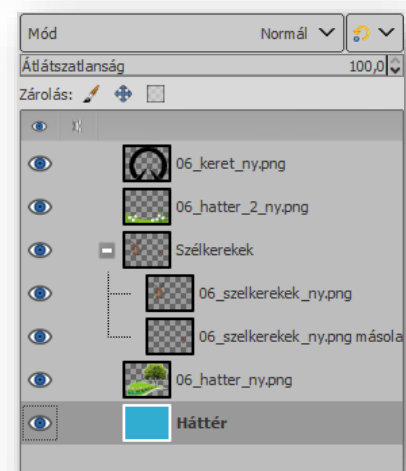 Mód Normál
Átlátszatlanság 100,0
Zárolás:
06_keret_ny.png
06_hatter_2_ny.png
Szélkerekek
06_szelkerekek_ny.png
06_szelkerekek_ny.png másola
06_hatter_ny.png
Háttér